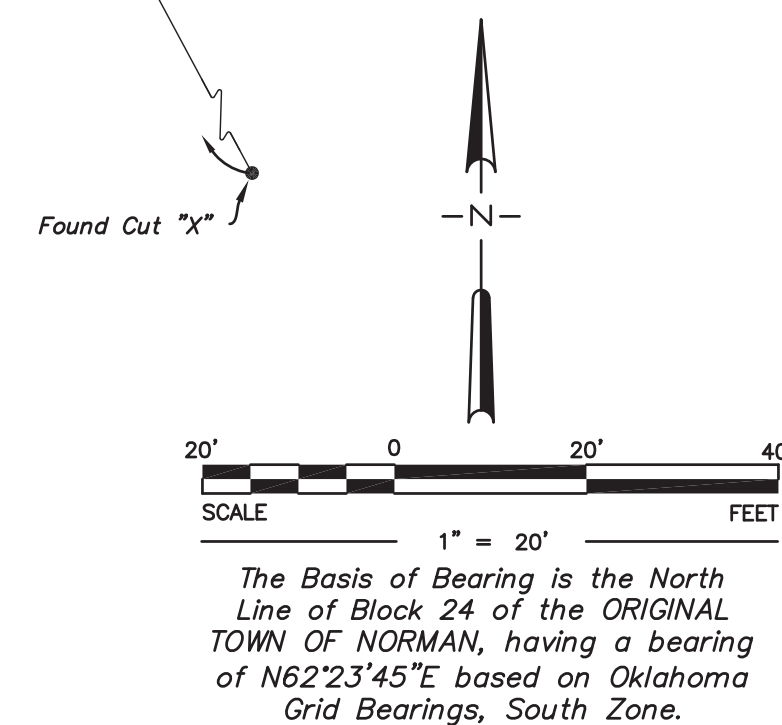 Found Cut "X"
N
20' 0 20' 40
SCALE FEET
1" = 20'
The Basis of Bearing is the North
Line of Block 24 of the ORIGINAL
TOWN OF NORMAN, having a bearing
of N62°23'45"E based on Oklahoma
Grid Bearings, South Zone.